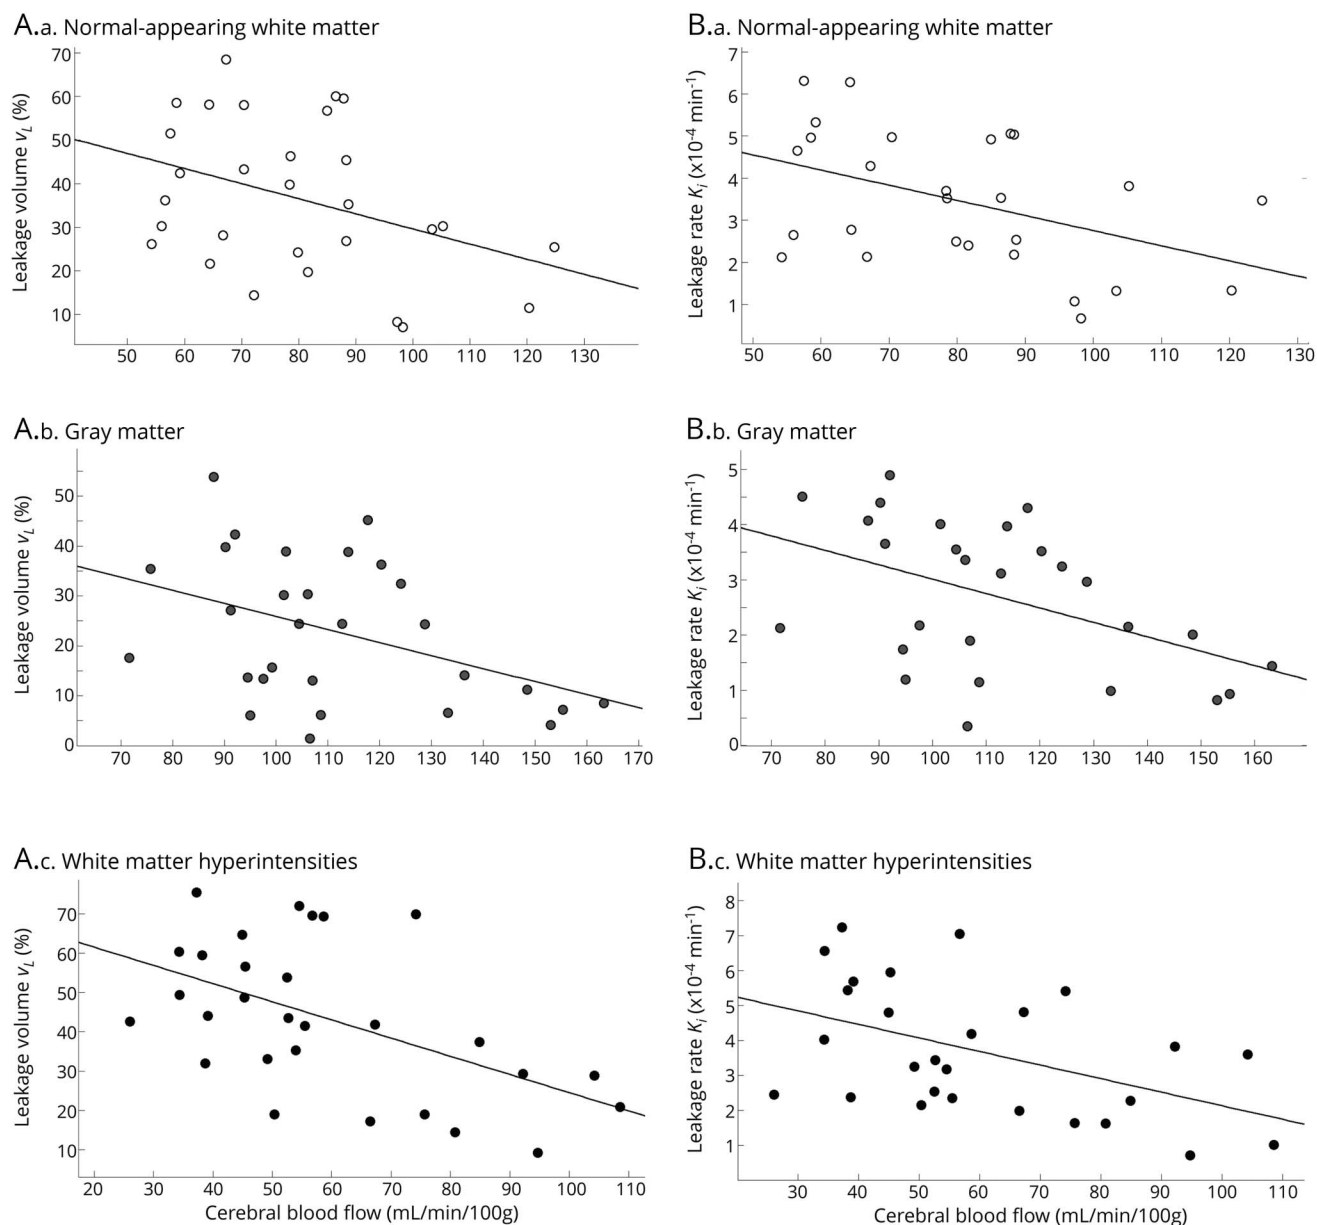 A.a. Normal-appearing white matter
Leakage volume vL (%)
70
60
50
40
30
20
10
50 60 70 80 90 100 110 120 130
B.a. Normal-appearing white matter
Leakage rate Ki (x10-4 min-1)
7
6
5
4
3
2
1
50 60 70 80 90 100 110 120 130
A.b. Gray matter
Leakage volume vL (%)
50
40
30
20
10
0
70 80 90 100 110 120 130 140 150 160 170
B.b. Gray matter
Leakage rate Ki (x10-4 min-1)
5
4
3
2
1
0
70 80 90 100 110 120 130 140 150 160
A.c. White matter hyperintensities
Leakage volume vL (%)
70
60
50
40
30
20
10
20 30 40 50 60 70 80 90 100 110
Cerebral blood flow (mL/min/100g)
B.c. White matter hyperintensities
Leakage rate Ki (x10-4 min-1)
8
7
6
5
4
3
2
1
30 40 50 60 70 80 90 100 110
Cerebral blood flow (mL/min/100g)